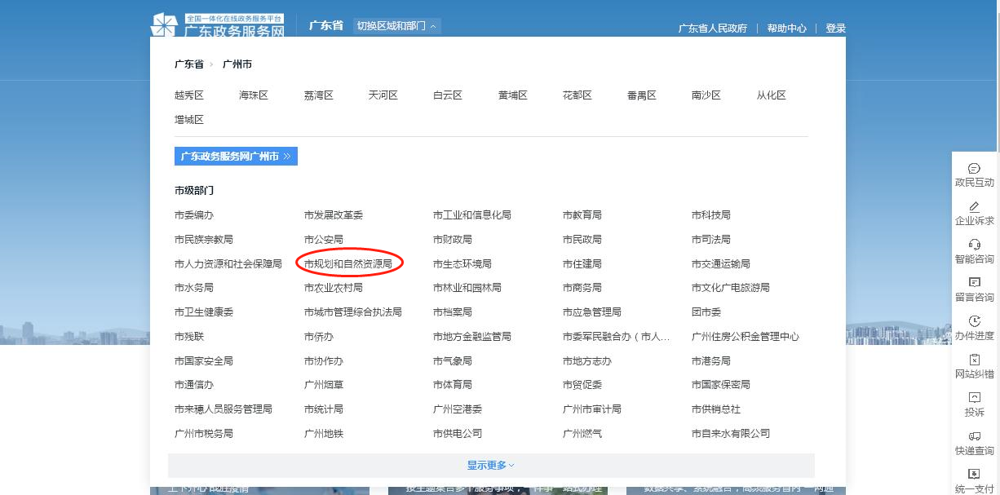 全国一体化在线政务服务平台
广东政务服务网
广东省 切换区域和部门
广东省人民政府 帮助中心 登录
广东省 > 广州市
越秀区 海珠区 荔湾区 天河区 白云区 黄埔区 花都区 番禺区 南沙区 从化区
增城区
广东政务服务网广州市 »
市级部门
市委编办 市发展改革委 市工业和信息化局 市教育局 市科技局
市民族宗教局 市公安局 市财政局 市民政局 市司法局
市人力资源和社会保障局 市规划和自然资源局 市生态环境局 市住建局 市交通运输局
市水务局 市农业农村局 市林业和园林局 市商务局 市文化广电旅游局
市卫生健康委 市城市管理综合执法局 市档案局 市应急管理局 团市委
市残联 市侨办 市地方金融监管局 市委军民融合办（市人... 广州住房公积金管理中心
市国家安全局 市协作办 市气象局 市地方志办 市港务局
市通信办 广州烟草 市体育局 市贸促委 市国家保密局
市来穗人员服务管理局 市统计局 广州空港委 广州市审计局 市供销总社
广州市税务局 广州地铁 市供电公司 广州燃气 市自来水有限公司
显示更多
政民互动
企业诉求
智能咨询
留言咨询
办件进度
网站纠错
投诉
快递查询
统一支付